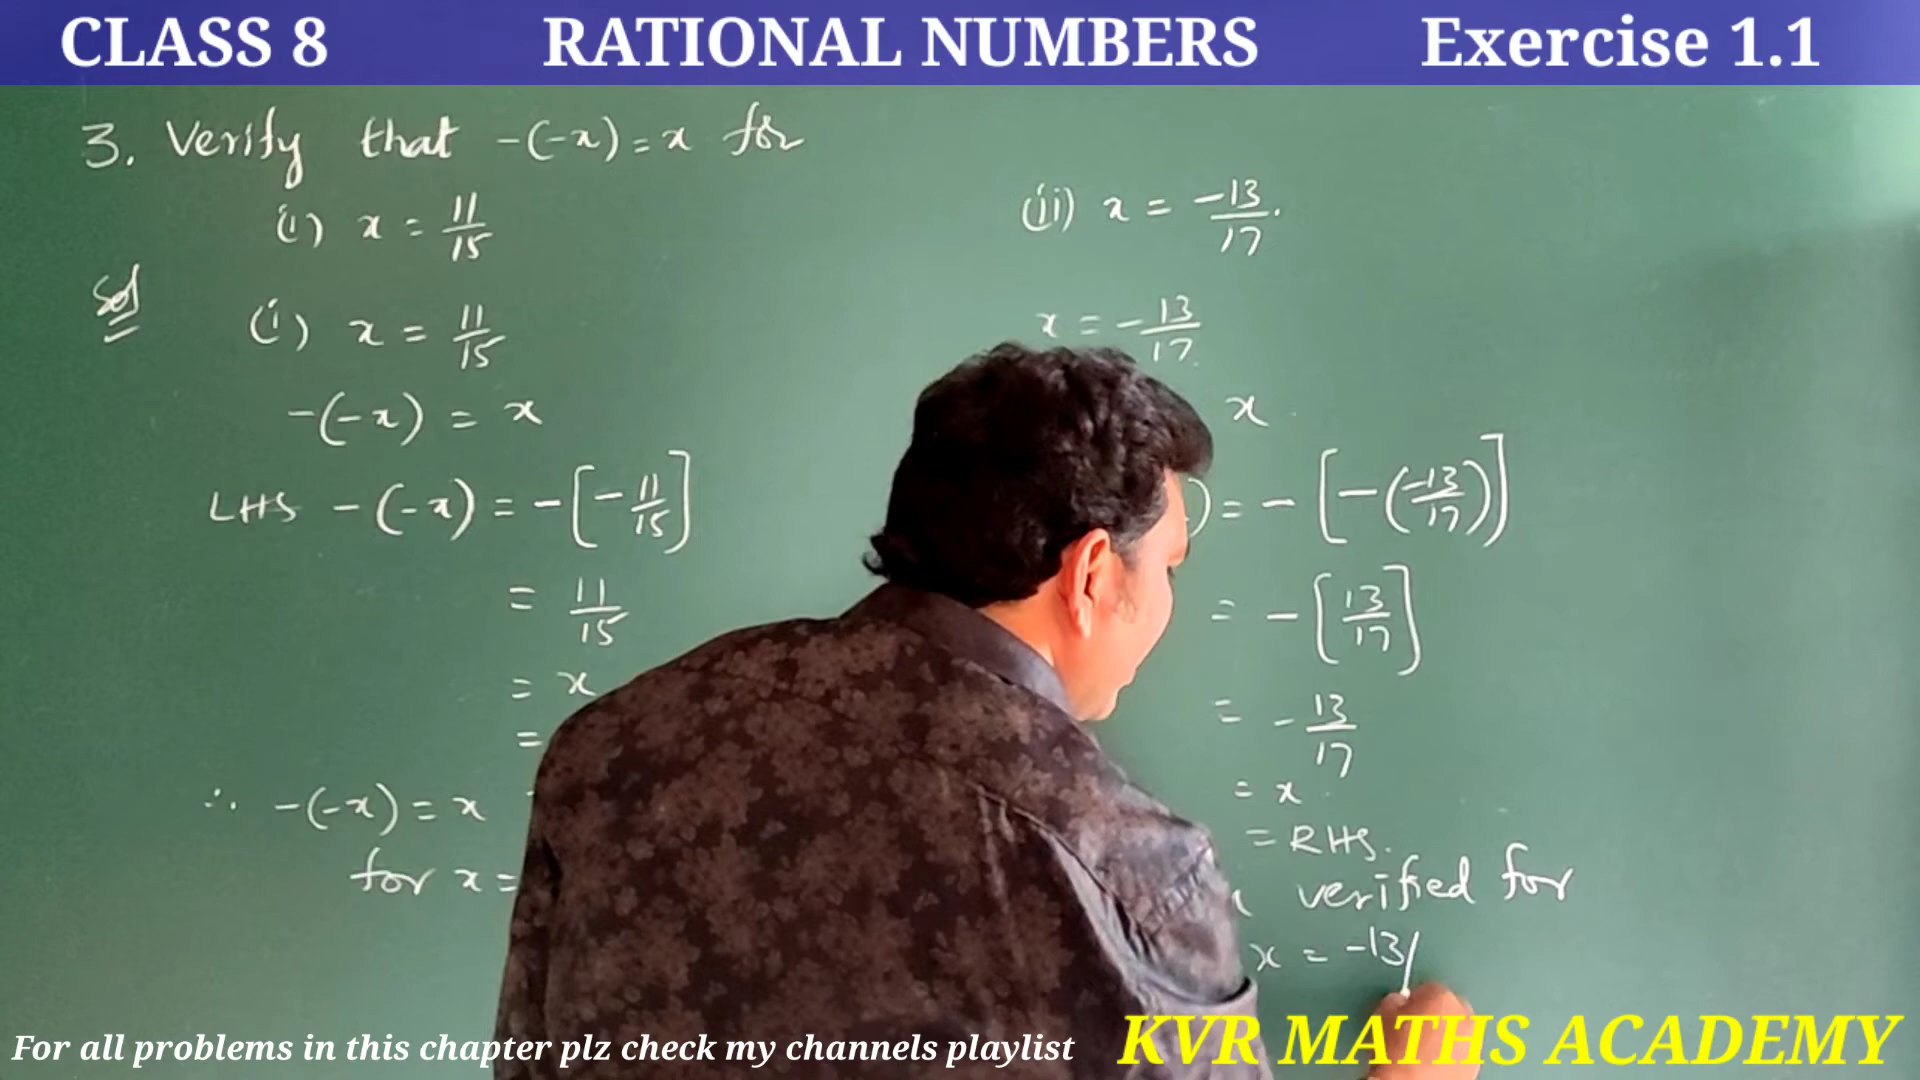 CLASS 8 RATIONAL NUMBERS Exercise 1.1
3. Verify that -(-x) = x for
(i) x = 11/15
(ii) x = -13/17.
Sol
(i) x = 11/15
-(-x) = x
LHS -(-x) = -[-11/15]
= 11/15
= x
=
∴ -(-x) = x
for x =
x = -13/17.
x
) = -[-(-13/17)]
= -[13/17]
= -13/17
= x
= RHS.
verified for
x = -13/
For all problems in this chapter plz check my channels playlist
KVR MATHS ACADEMY